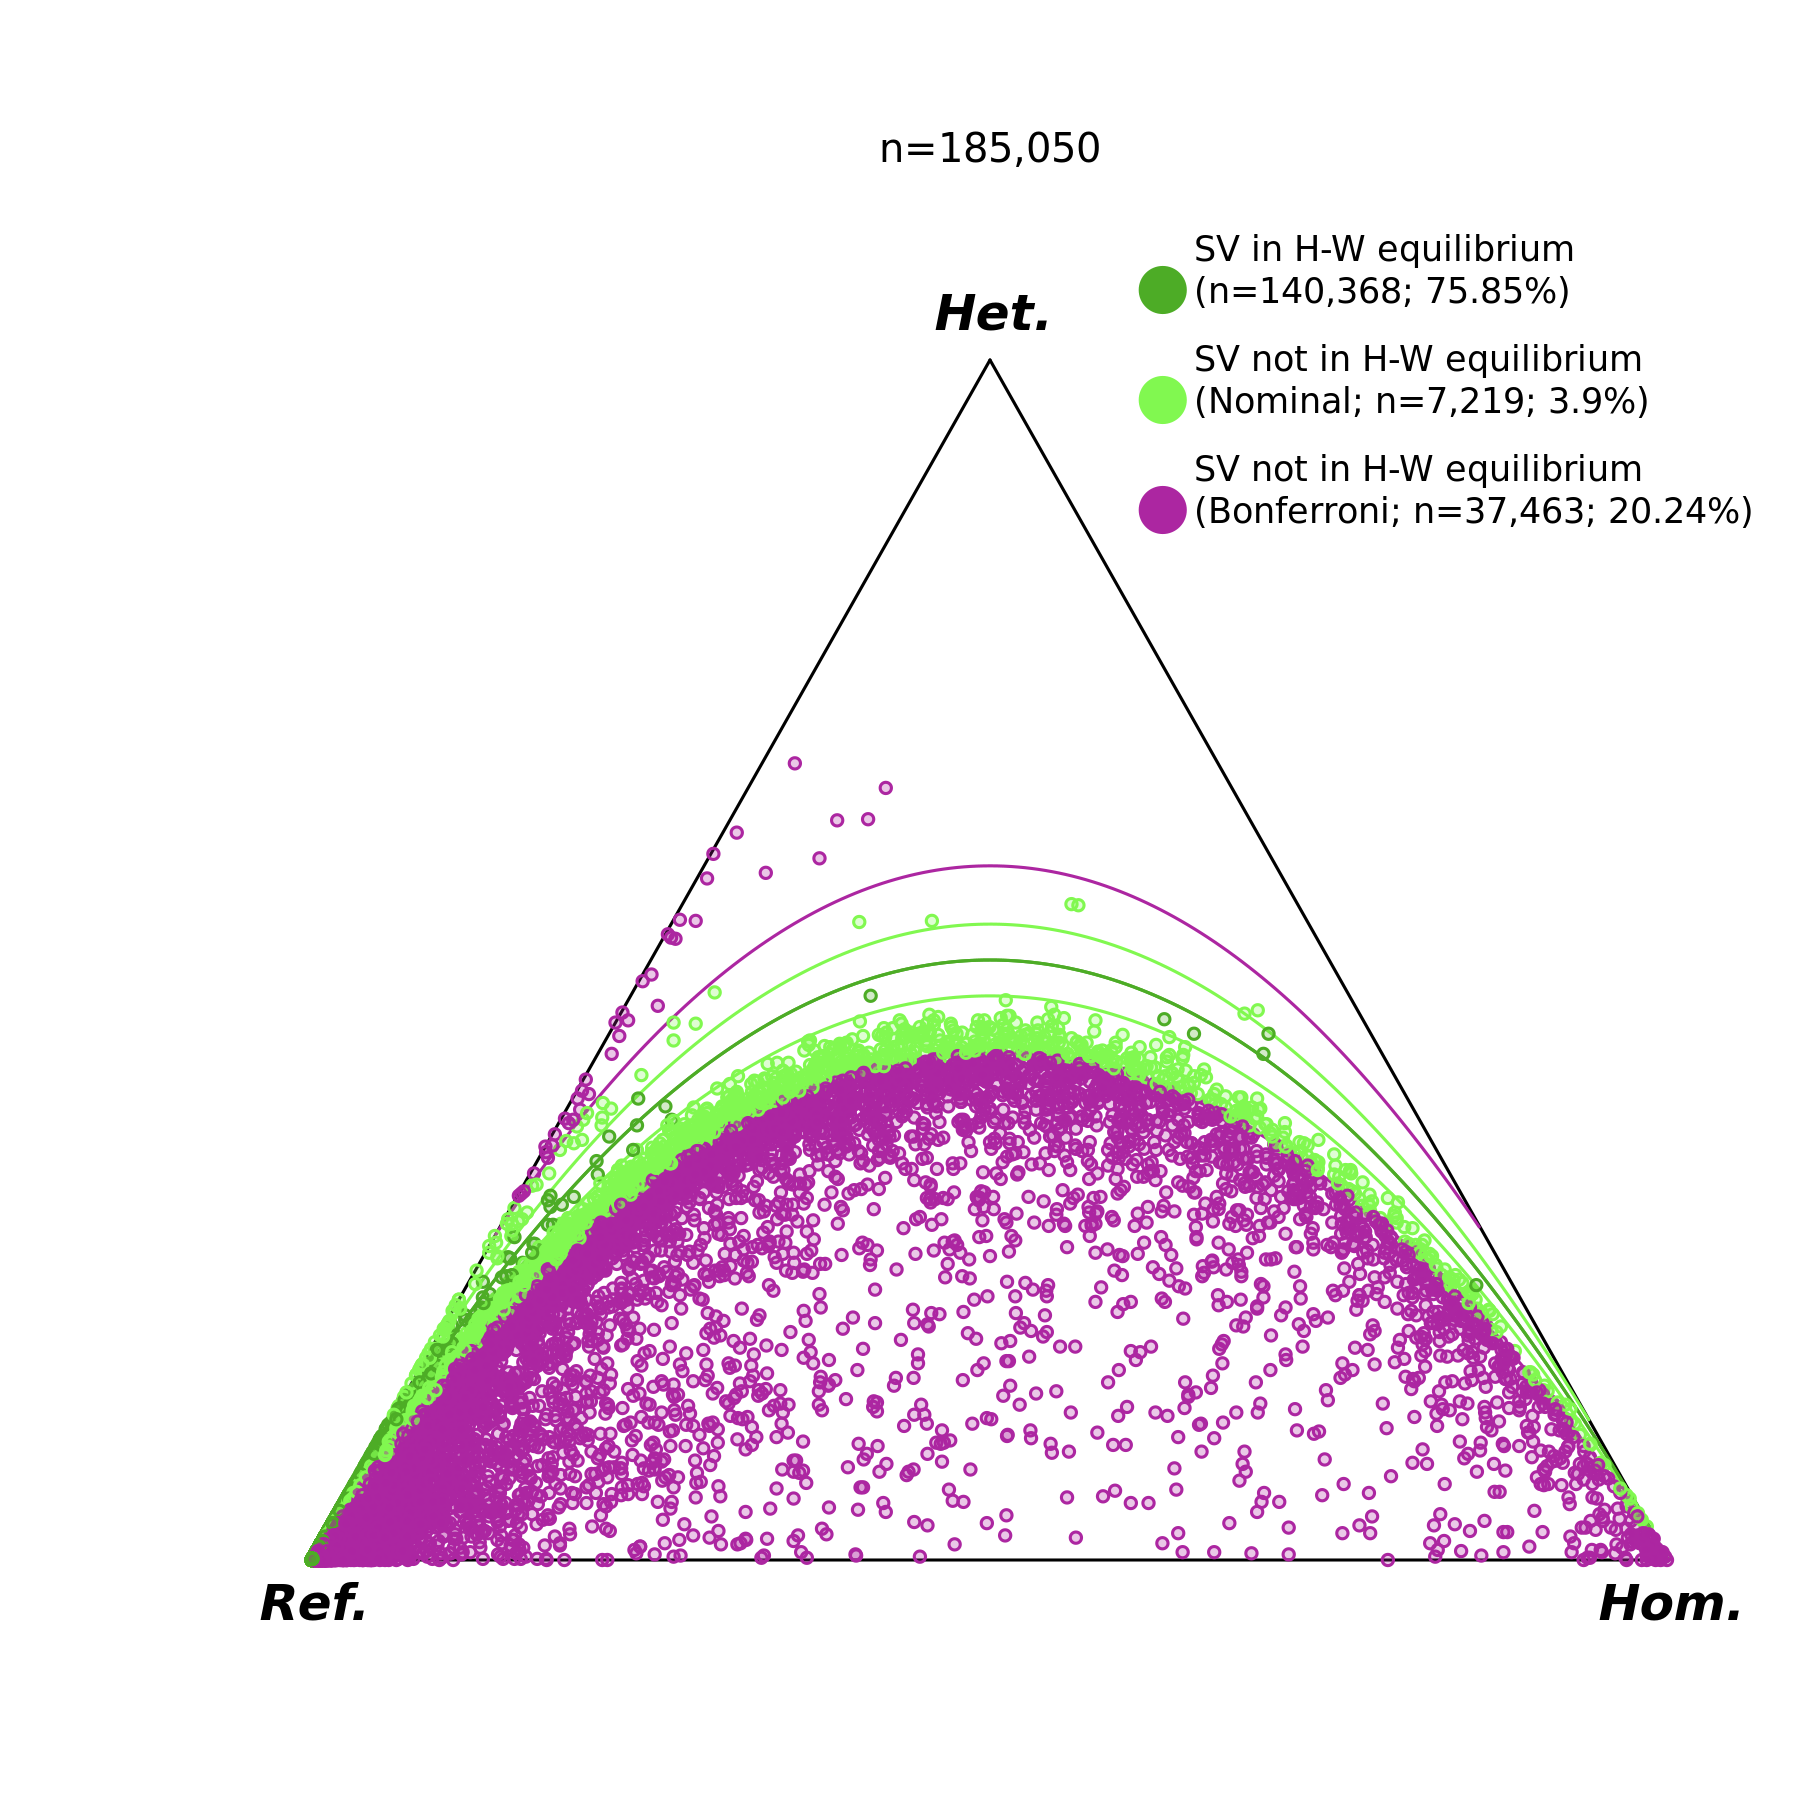 n=185,050
SV in H-W equilibrium
(n=140,368; 75.85%)
Het.
SV not in H-W equilibrium
(Nominal; n=7,219; 3.9%)
SV not in H-W equilibrium
(Bonferroni; n=37,463; 20.24%)
Ref.
Hom.